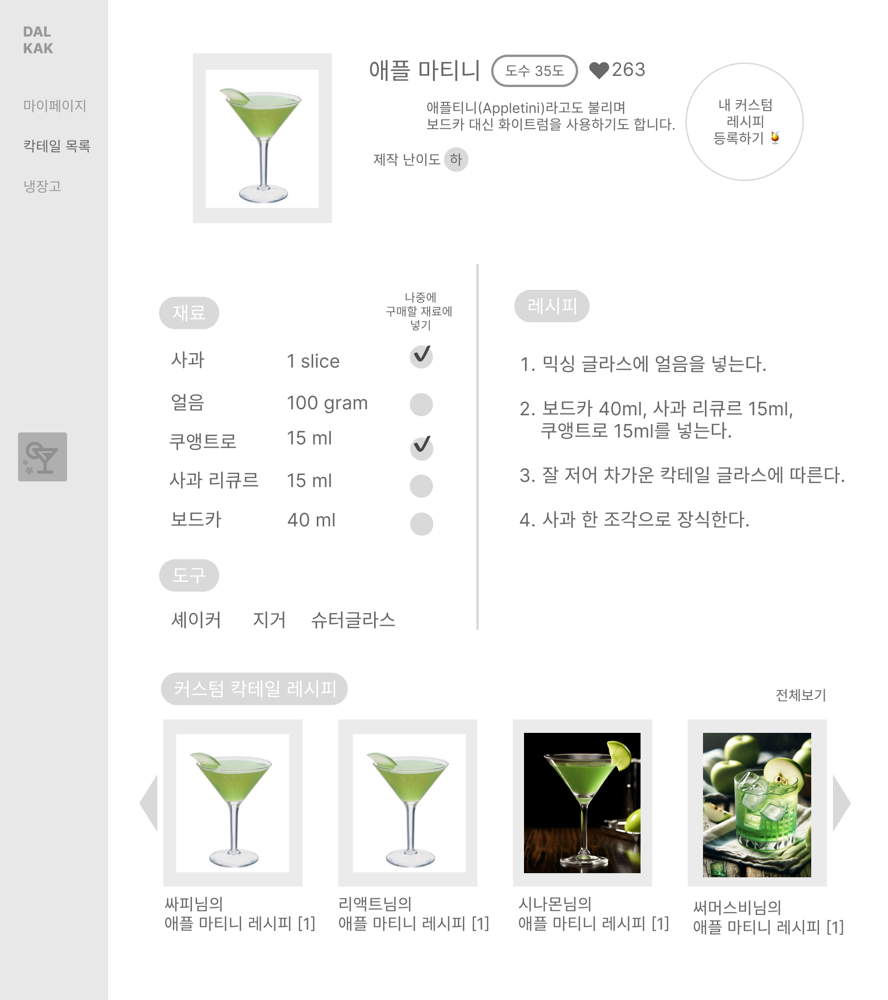 DAL
KAK
마이페이지
칵테일 목록
냉장고
애플 마티니
도수 35도
263
애플티니(Appletini)라고도 불리며
보드카 대신 화이트럼을 사용하기도 합니다.
제작 난이도 하
내 커스텀
레시피
등록하기 🍹
재료
나중에
구매할 재료에
넣기
사과 1 slice
얼음 100 gram
쿠앵트로 15 ml
사과 리큐르 15 ml
보드카 40 ml
도구
셰이커 지거 슈터글라스
레시피
1. 믹싱 글라스에 얼음을 넣는다.
2. 보드카 40ml, 사과 리큐르 15ml,
쿠앵트로 15ml를 넣는다.
3. 잘 저어 차가운 칵테일 글라스에 따른다.
4. 사과 한 조각으로 장식한다.
커스텀 칵테일 레시피
전체보기
싸피님의
애플 마티니 레시피 [1]
리액트님의
애플 마티니 레시피 [1]
시나몬님의
애플 마티니 레시피 [1]
써머스비님의
애플 마티니 레시피 [1]